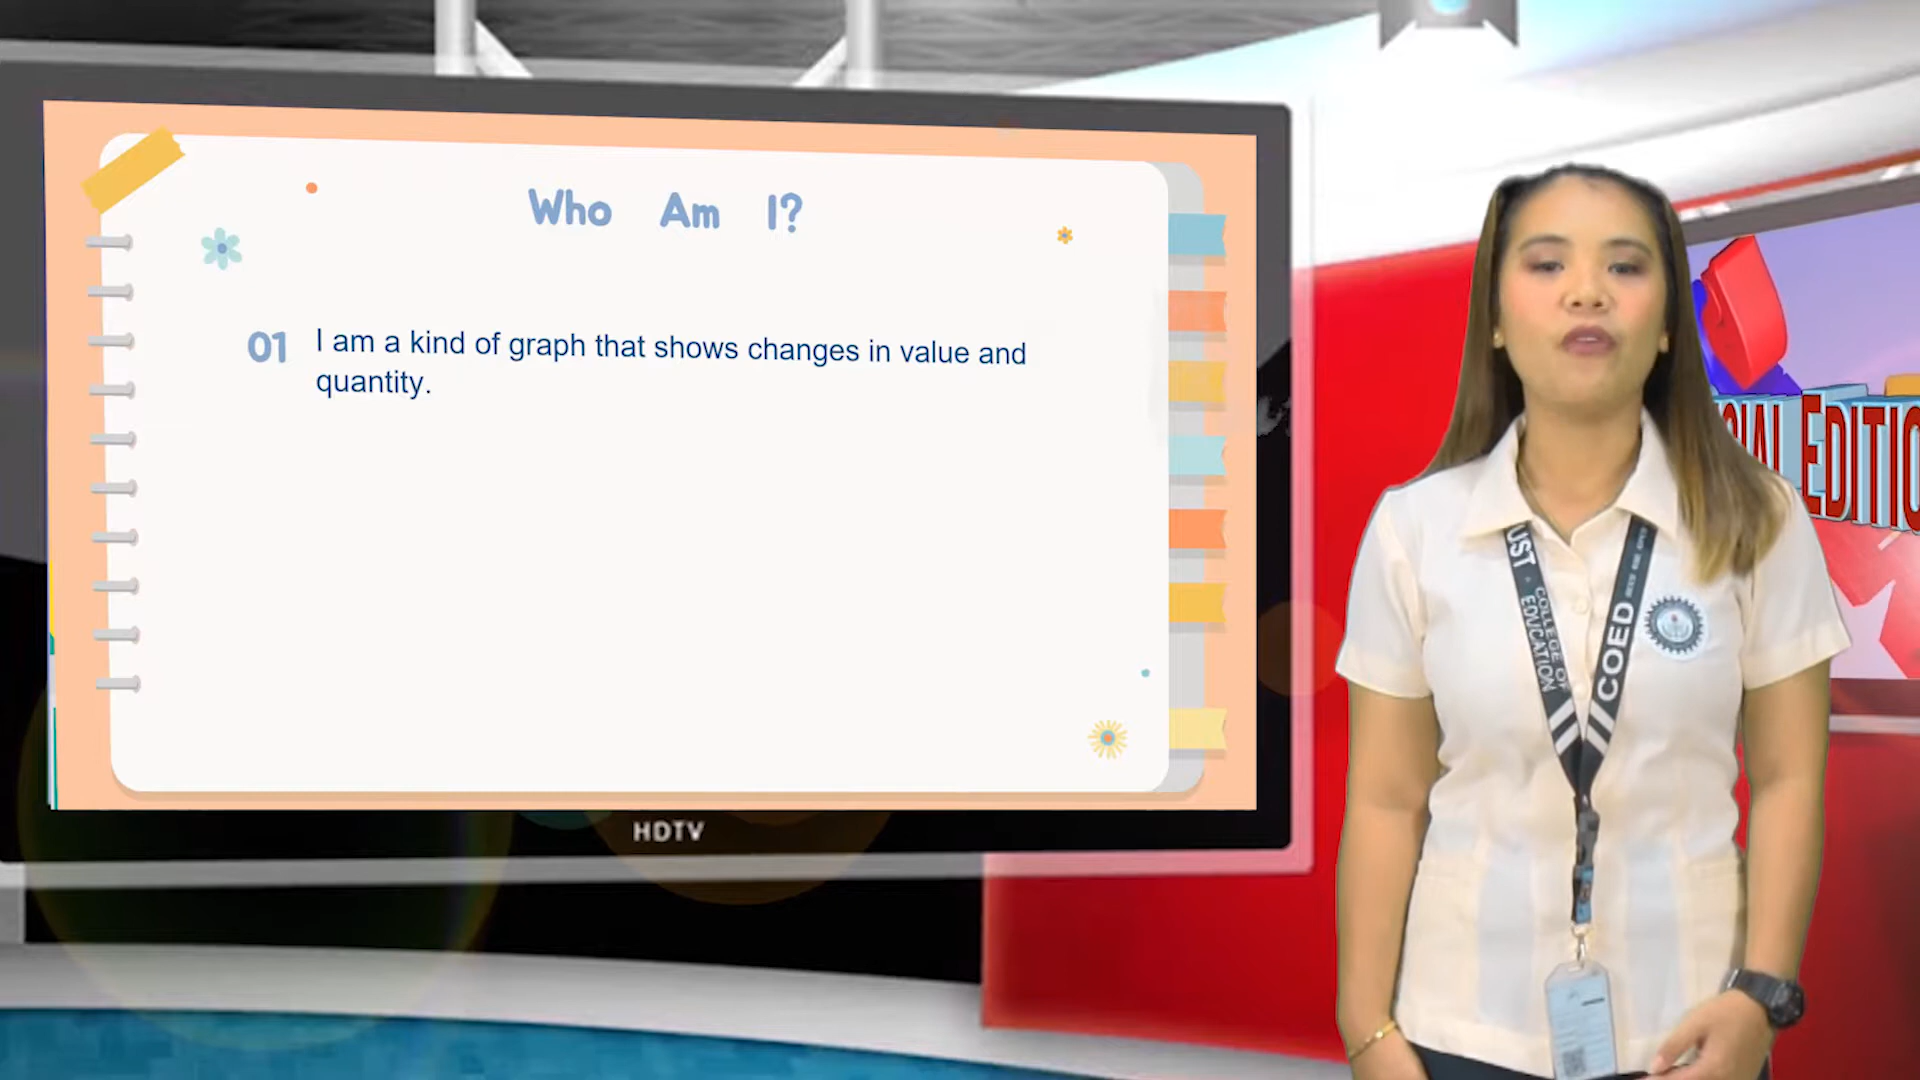 Who Am I?
01 I am a kind of graph that shows changes in value and
quantity.
HDTV
EDITIO
UST
COLLEGE OF
EDUCATION
COED